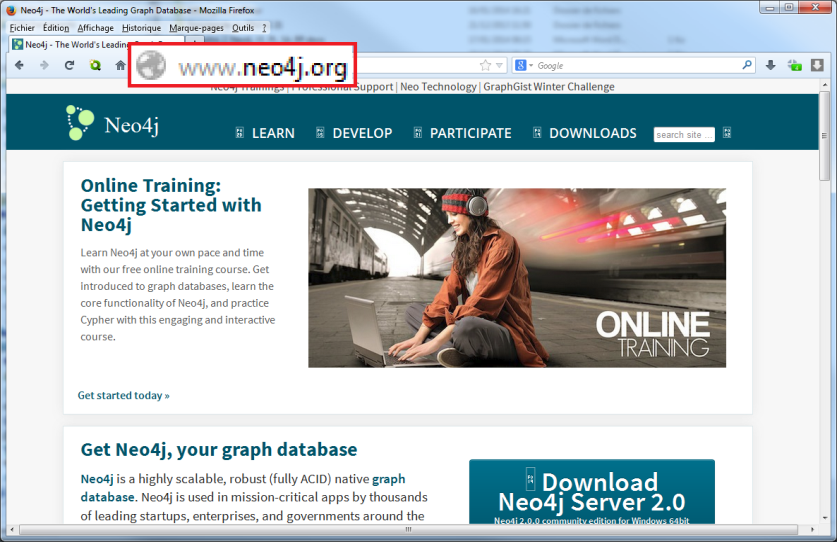 Neo4j - The World's Leading Graph Database - Mozilla Firefox
Fichier Édition Affichage Historique Marque-pages Outils ?
Neo4j - The World's Leading
www.neo4j.org
Google
Neo4j Trainings | Professional Support | Neo Technology | GraphGist Winter Challenge
Neo4j
LEARN DEVELOP PARTICIPATE DOWNLOADS search site ...
Online Training:
Getting Started with
Neo4j
Learn Neo4j at your own pace and time
with our free online training course. Get
introduced to graph databases, learn the
core functionality of Neo4j, and practice
Cypher with this engaging and interactive
course.
ONLINE
TRAINING
Get started today »
Get Neo4j, your graph database
Neo4j is a highly scalable, robust (fully ACID) native graph
database. Neo4j is used in mission-critical apps by thousands
of leading startups, enterprises, and governments around the
Download
Neo4j Server 2.0
Neo4j 2.0.0 community edition for Windows 64bit